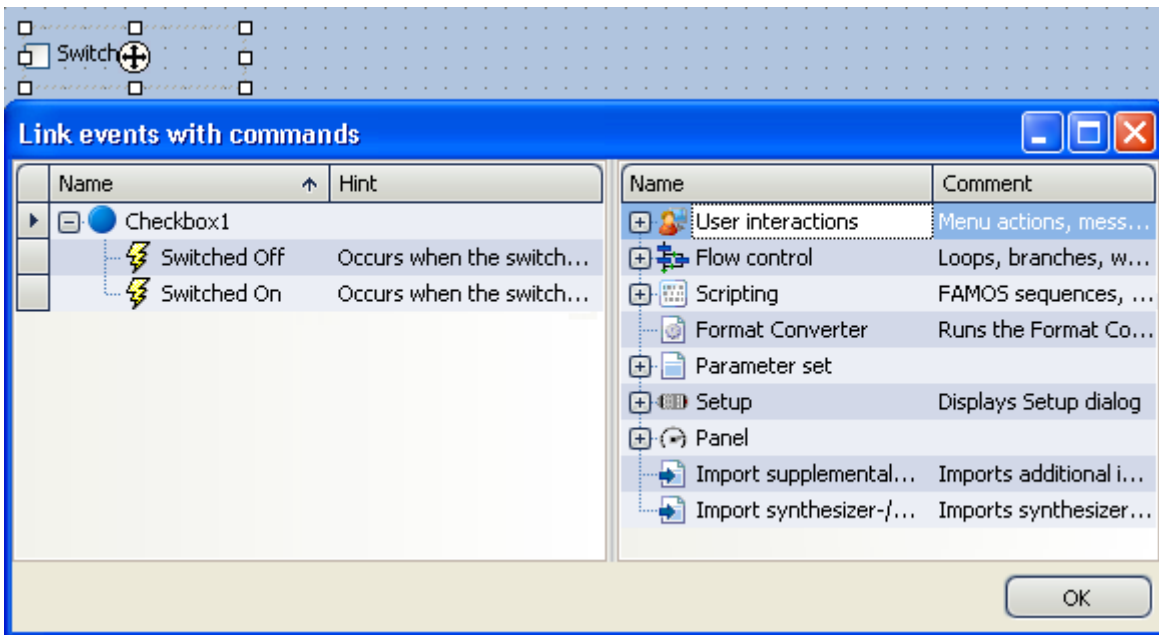 Switch
Link events with commands
Name Hint
Checkbox1
Switched Off Occurs when the switch...
Switched On Occurs when the switch...
Name Comment
User interactions Menu actions, mess...
Flow control Loops, branches, w...
Scripting FAMOS sequences, ...
Format Converter Runs the Format Co...
Parameter set
Setup Displays Setup dialog
Panel
Import supplemental... Imports additional i...
Import synthesizer-/... Imports synthesizer...
OK